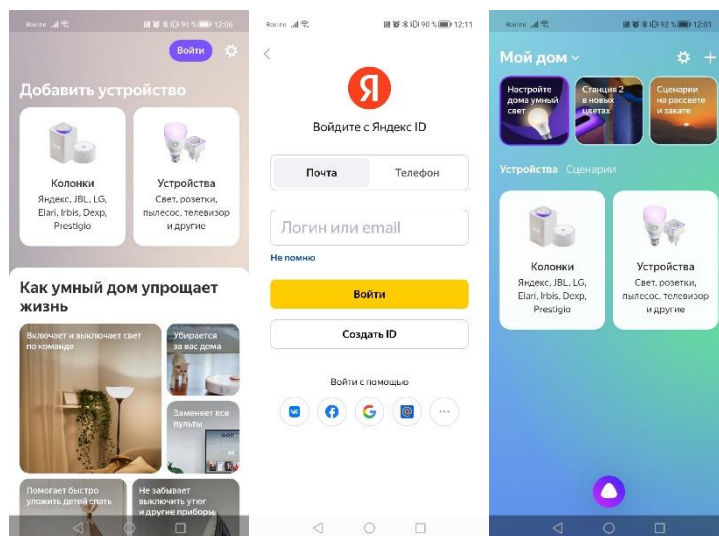 91 % 12:06
Войти
Добавить устройство
Колонки
Яндекс, JBL, LG,
Elari, Irbis, Dexp,
Prestigio
Устройства
Свет, розетки,
пылесос, телевизор
и другие
Как умный дом упрощает
жизнь
Включает и выключает свет
по команде
Убирается
за вас дома
Заменяет все
пульты
Помогает быстро
уложить детей спать
Не забывает
выключить утюг
и другие приборы
90 % 12:11
Я
Войдите с Яндекс ID
Почта
Телефон
Логин или email
Не помню
Войти
Создать ID
Войти с помощью
92 % 12:01
Мой дом
Настройте
дома умный
свет
Станция 2
в новых
цветах
Сценарии
на рассвете
и закате
Устройства Сценарии
Колонки
Яндекс, JBL, LG,
Elari, Irbis, Dexp,
Prestigio
Устройства
Свет, розетки,
пылесос, телевизор
и другие